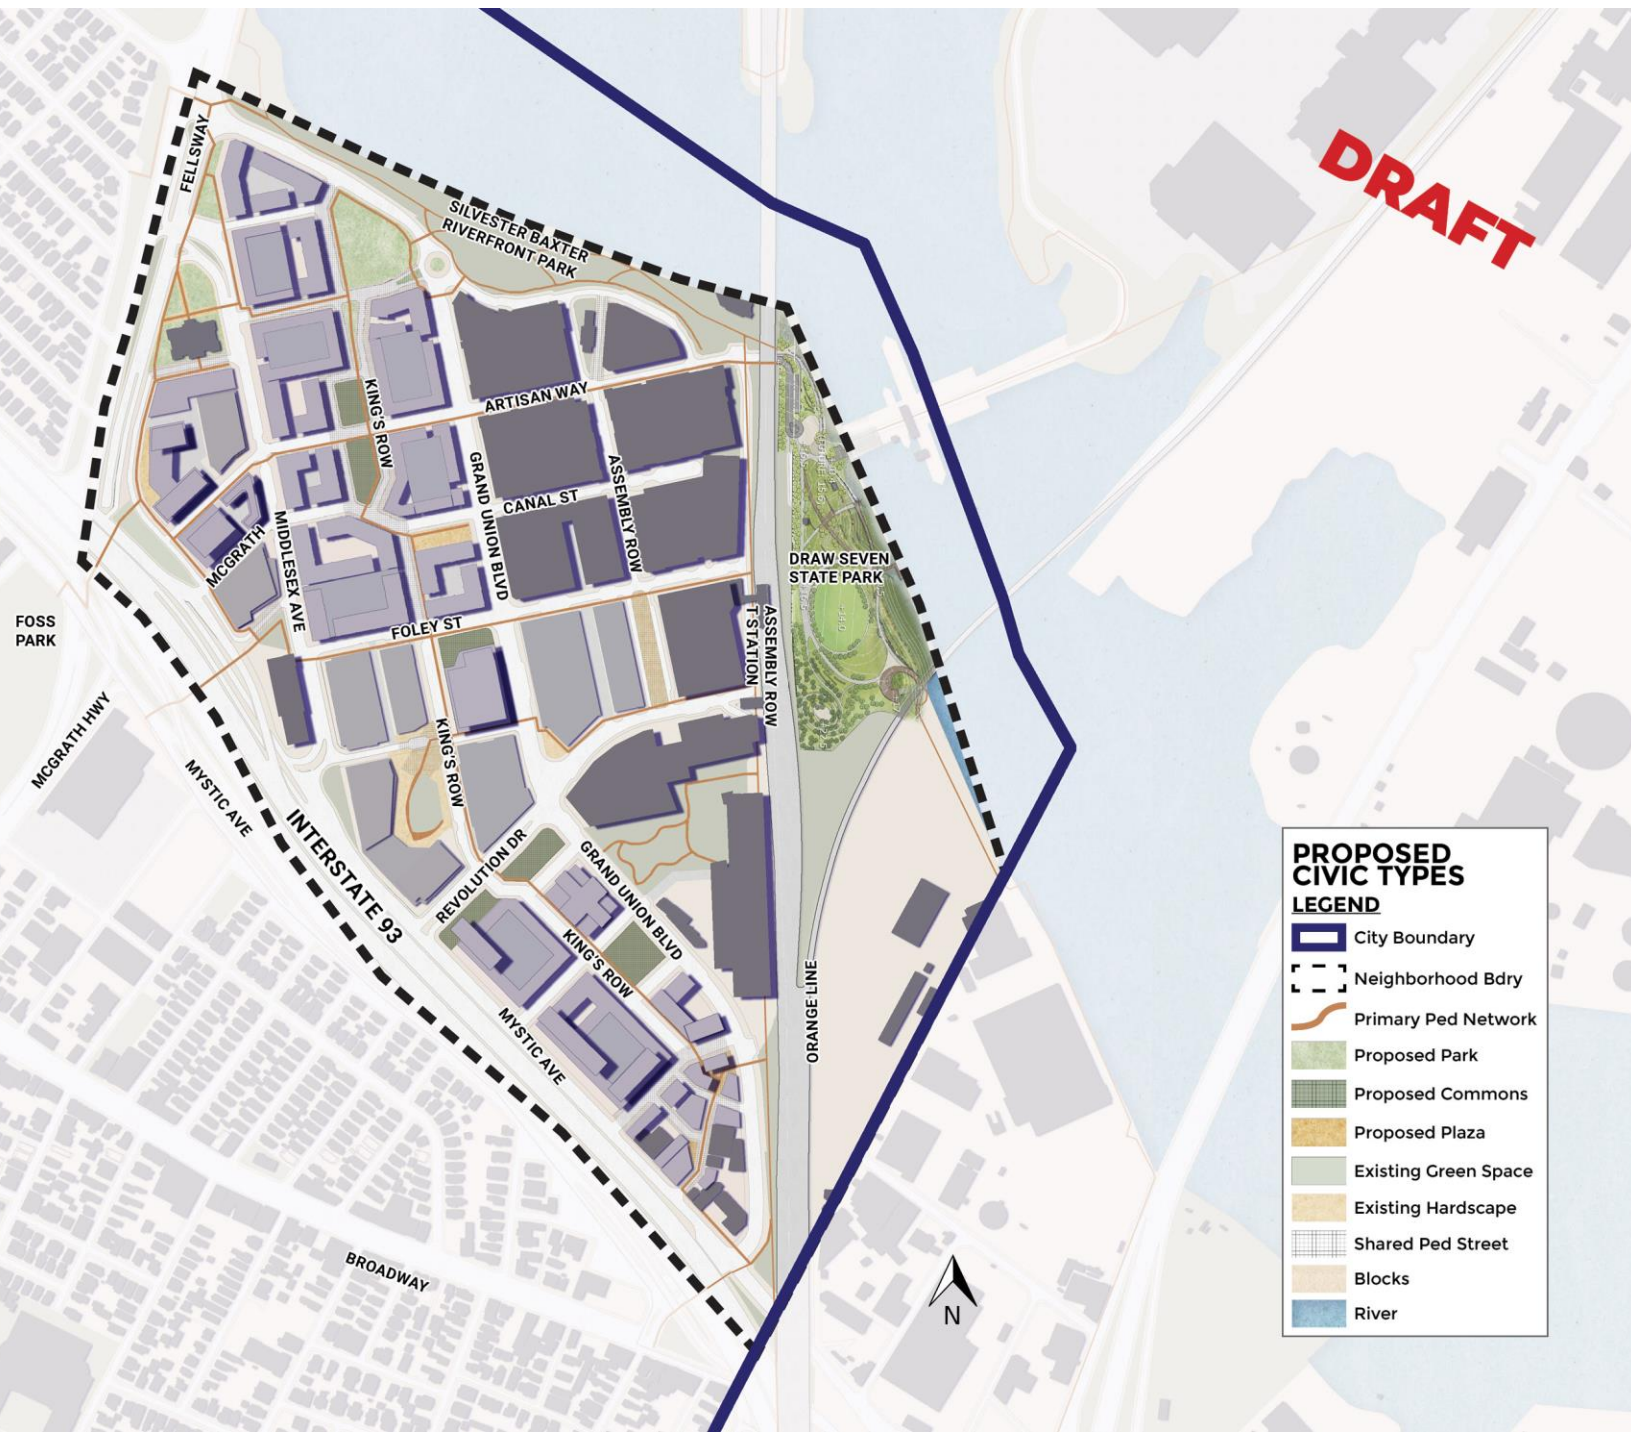 DRAFT
FELLSWAY
SILVESTER BAXTER
RIVERFRONT PARK
KING'S ROW
ARTISAN WAY
GRAND UNION BLVD
CANAL ST
ASSEMBLY ROW
MCGRATH
MIDDLESEX AVE
DRAW SEVEN
STATE PARK
FOLEY ST
ASSEMBLY ROW
T-STATION
FOSS
PARK
MCGRATH HWY
MYSTIC AVE
INTERSTATE 93
KING'S ROW
REVOLUTION DR
GRAND UNION BLVD
KING'S ROW
MYSTIC AVE
ORANGE LINE
BROADWAY
N
PROPOSED
CIVIC TYPES
LEGEND
City Boundary
Neighborhood Bdry
Primary Ped Network
Proposed Park
Proposed Commons
Proposed Plaza
Existing Green Space
Existing Hardscape
Shared Ped Street
Blocks
River